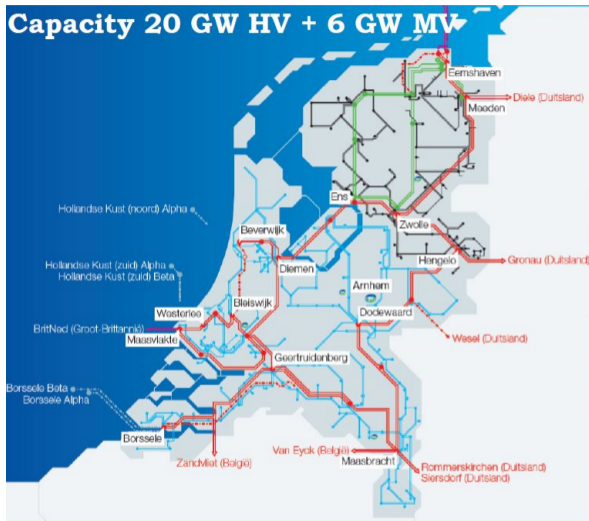 Capacity 20 GW HV + 6 GW MV
Eemshaven
Meeden
Diele (Duitsland)
Ens
Hollandse Kust (noord) Alpha
Zwolle
Beverwijk
Hengelo
Gronau (Duitsland)
Diemen
Hollandse Kust (zuid) Alpha
Hollandse Kust (zuid) Beta
Arnhem
Bleiswijk
Westerlee
Dodewaard
BritNed (Groot-Brittannië)
Maasvlakte
Wesel (Duitsland)
Geertruidenberg
Borssele Beta
Borssele Alpha
Borssele
Van Eyck (België)
Zandvliet (België)
Maasbracht
Rommerskirchen (Duitsland)
Siersdorf (Duitsland)